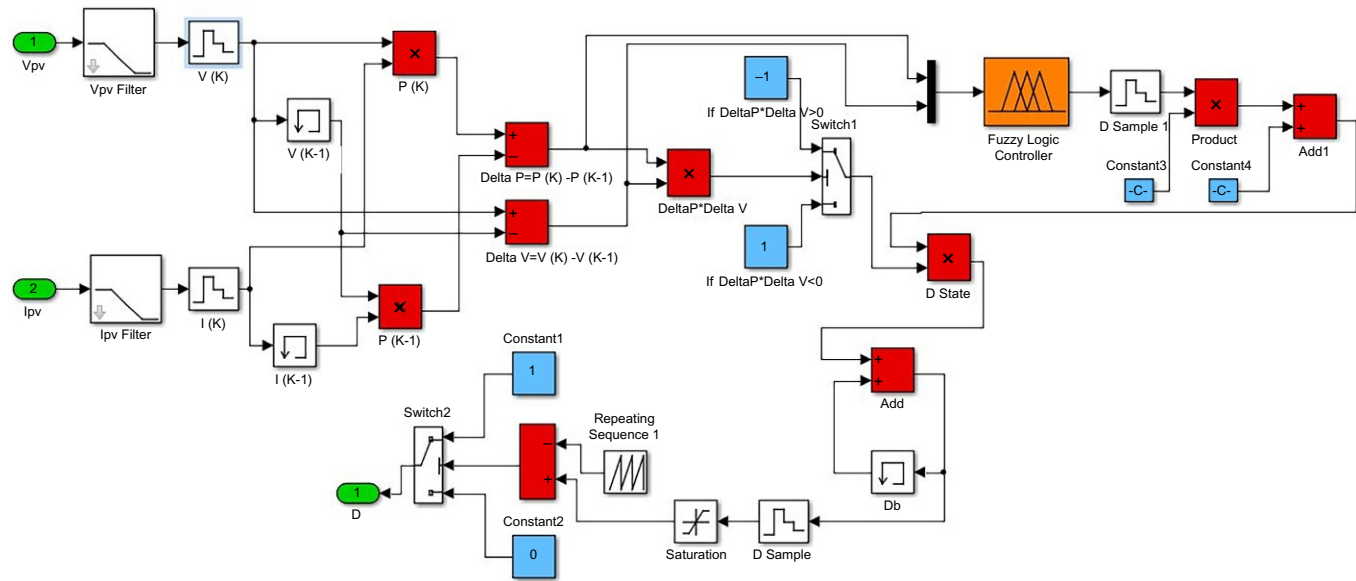 1
Vpv
Vpv Filter
V (K)
V (K-1)
×
P (K)
2
Ipv
Ipv Filter
I (K)
I (K-1)
×
P (K-1)
+
−
Delta P=P (K) -P (K-1)
+
−
Delta V=V (K) -V (K-1)
×
DeltaP*Delta V
–1
If DeltaP*Delta V>0
Switch1
1
If DeltaP*Delta V<0
Fuzzy Logic
Controller
D Sample 1
×
Product
Constant3
-C-
Constant4
-C-
+
+
Add1
×
D State
+
+
Add
Db
D Sample
Saturation
Repeating
Sequence 1
−
+
Constant1
1
Switch2
Constant2
0
1
D